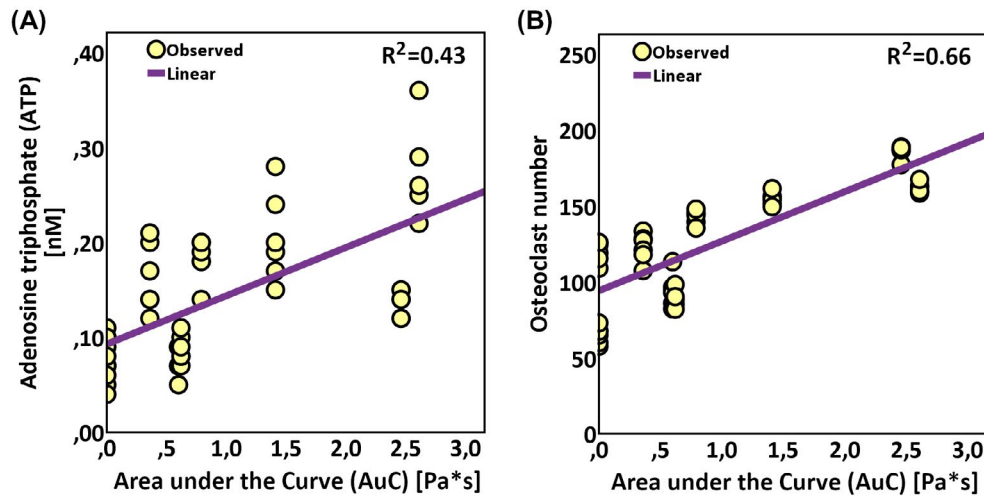 (A)
Observed
Linear
R²=0.43
Adenosine triphosphate (ATP)
[nM]
,40
,30
,20
,10
,00
,0 ,5 1,0 1,5 2,0 2,5 3,0
Area under the Curve (AuC) [Pa*s]
(B)
Observed
Linear
R²=0.66
Osteoclast number
250
200
150
100
50
0
,0 ,5 1,0 1,5 2,0 2,5 3,0
Area under the Curve (AuC) [Pa*s]